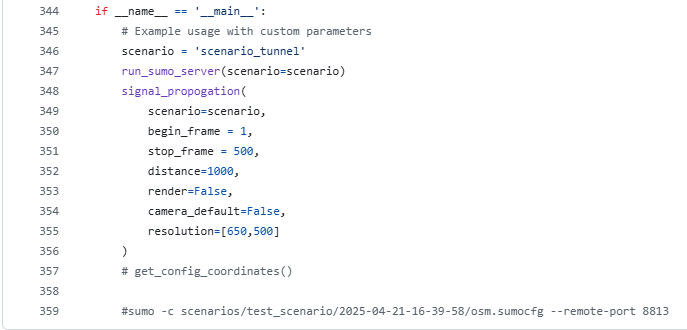 344 if __name__ == '__main__':
345 # Example usage with custom parameters
346 scenario = 'scenario_tunnel'
347 run_sumo_server(scenario=scenario)
348 signal_propogation(
349 scenario=scenario,
350 begin_frame = 1,
351 stop_frame = 500,
352 distance=1000,
353 render=False,
354 camera_default=False,
355 resolution=[650,500]
356 )
357 # get_config_coordinates()
358
359 #sumo -c scenarios/test_scenario/2025-04-21-16-39-58/osm.sumocfg --remote-port 8813